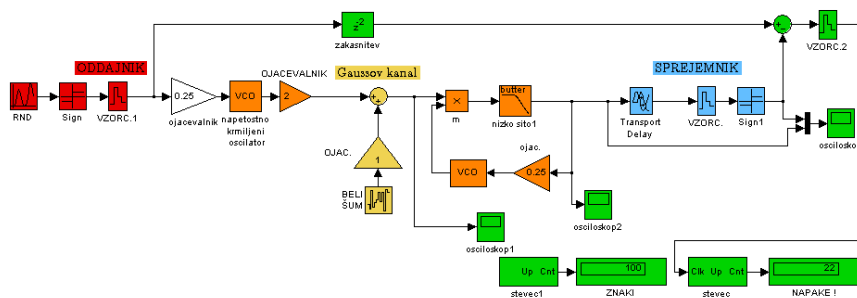 z-2
zakasnitev
VZORC.2
ODDAJNIK
OJACEVALNIK
Gaussov kanal
SPREJEMNIK
RND
Sign
VZORC.1
0.25
ojacevalnik
VCO
napetostno
krmiljeni
oscilator
2
x
m
butter
nizko sito1
Transport
Delay
VZORC.
Sign1
oscilosko
OJAC.
1
BELI
ŠUM
VCO
ojac.
0.25
osciloskop2
osciloskop1
Up Cnt
stevec1
100
ZNAKI
Clk Up Cnt
stevec
22
NAPAKE !